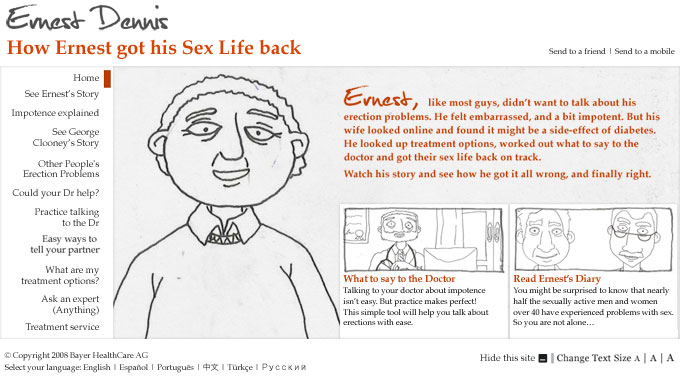 Ernest Dennis
How Ernest got his Sex Life back
Send to a friend | Send to a mobile
Home
See Ernest's Story
Impotence explained
See George
Clooney's Story
Other People's
Erection Problems
Could your Dr help?
Practice talking
to the Dr
Easy ways to
tell your partner
What are my
treatment options?
Ask an expert
(Anything)
Treatment service
Ernest, like most guys, didn't want to talk about his
erection problems. He felt embarrassed, and a bit impotent. But his
wife looked online and found it might be a side-effect of diabetes.
He looked up treatment options, worked out what to say to the
doctor and got their sex life back on track.
Watch his story and see how he got it all wrong, and finally right.
What to say to the Doctor
Talking to your doctor about impotence
isn't easy. But practice makes perfect!
This simple tool will help you talk about
erections with ease.
Read Ernest's Diary
You might be surprised to know that nearly
half the sexually active men and women
over 40 have experienced problems with sex.
So you are not alone...
© Copyright 2008 Bayer HealthCare AG
Select your language: English | Español | Português | 中文 | Türkçe | Русский
Hide this site || Change Text Size A | A | A